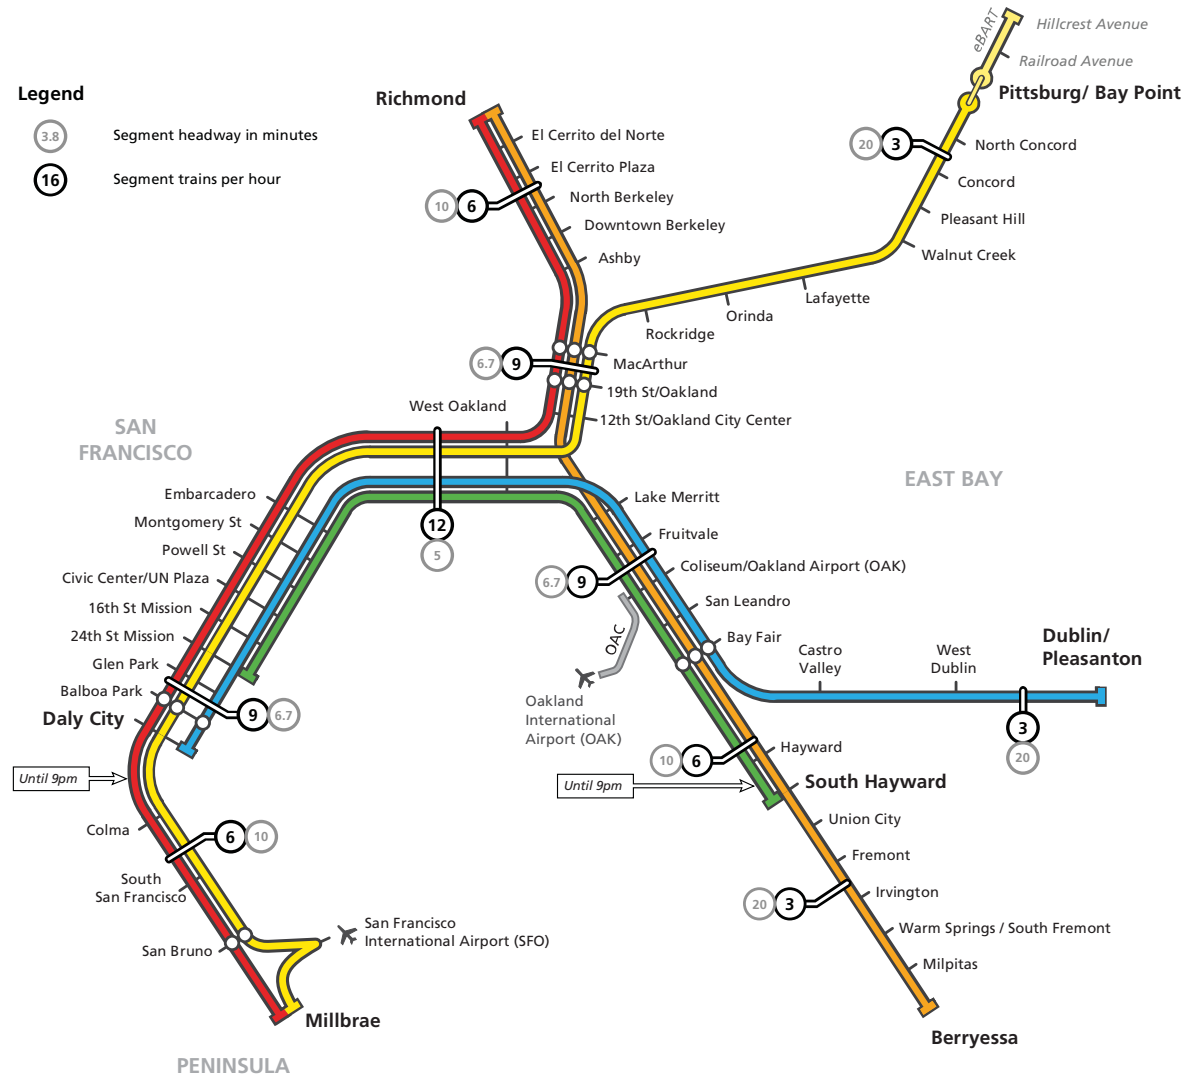 Legend
3.8
Segment headway in minutes
16
Segment trains per hour
Richmond
El Cerrito del Norte
El Cerrito Plaza
North Berkeley
Downtown Berkeley
Ashby
10
6
eBART
Hillcrest Avenue
Railroad Avenue
Pittsburg/ Bay Point
20
3
North Concord
Concord
Pleasant Hill
Walnut Creek
Lafayette
Orinda
Rockridge
6.7
9
MacArthur
19th St/Oakland
12th St/Oakland City Center
West Oakland
SAN
FRANCISCO
EAST BAY
12
5
Embarcadero
Montgomery St
Powell St
Civic Center/UN Plaza
16th St Mission
24th St Mission
Glen Park
Balboa Park
Daly City
9
6.7
Lake Merritt
Fruitvale
Coliseum/Oakland Airport (OAK)
San Leandro
Bay Fair
6.7
9
OAC
Oakland
International
Airport (OAK)
Castro
Valley
West
Dublin
Dublin/
Pleasanton
3
20
10
6
Hayward
South Hayward
Until 9pm
Until 9pm
Union City
Fremont
Irvington
Warm Springs / South Fremont
Milpitas
Berryessa
20
3
Colma
6
10
South
San Francisco
San Bruno
San Francisco
International Airport (SFO)
Millbrae
PENINSULA